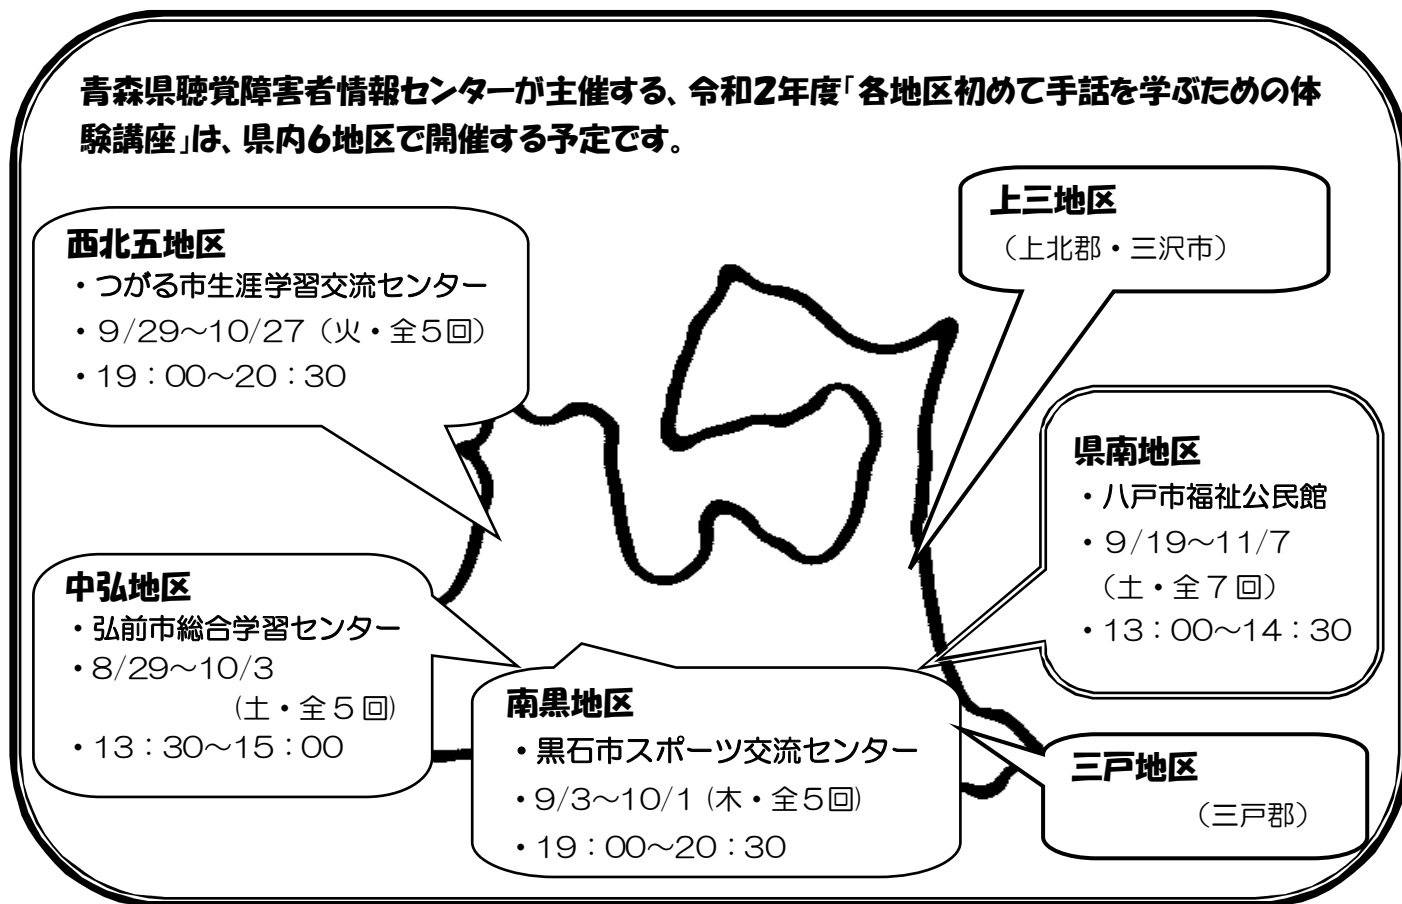 青森県聴覚障害者情報センターが主催する、令和2年度「各地区初めて手話を学ぶための体
験講座」は、県内6地区で開催する予定です。
上三地区
（上北郡・三沢市）
西北五地区
・つがる市生涯学習交流センター
・９/29～10/27（火・全５回）
・19：00～20：30
県南地区
・八戸市福祉公民館
・９/19～11/７
（土・全７回）
・13：00～14：30
中弘地区
・弘前市総合学習センター
・8/29～10/3
(土・全５回)
・13：30～15：00
南黒地区
・黒石市スポーツ交流センター
・9/3～10/1 (木・全５回)
・19：00～20：30
三戸地区
（三戸郡）